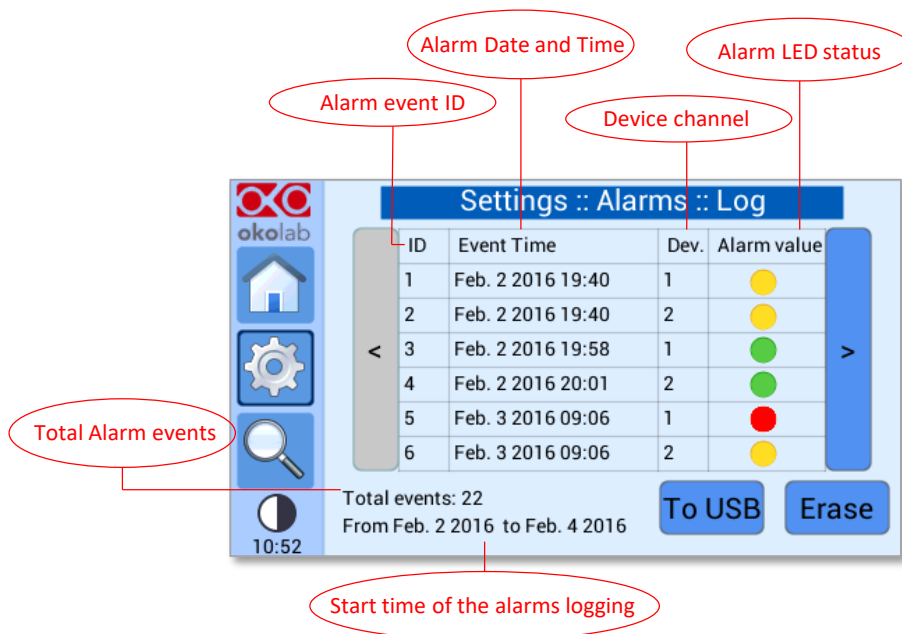 Alarm Date and Time
Alarm LED status
Alarm event ID
Device channel
Settings :: Alarms :: Log
okolab
ID Event Time Dev. Alarm value
1 Feb. 2 2016 19:40 1
2 Feb. 2 2016 19:40 2
< 3 Feb. 2 2016 19:58 1 >
4 Feb. 2 2016 20:01 2
5 Feb. 3 2016 09:06 1
6 Feb. 3 2016 09:06 2
Total Alarm events
Total events: 22
From Feb. 2 2016 to Feb. 4 2016
To USB
Erase
10:52
Start time of the alarms logging